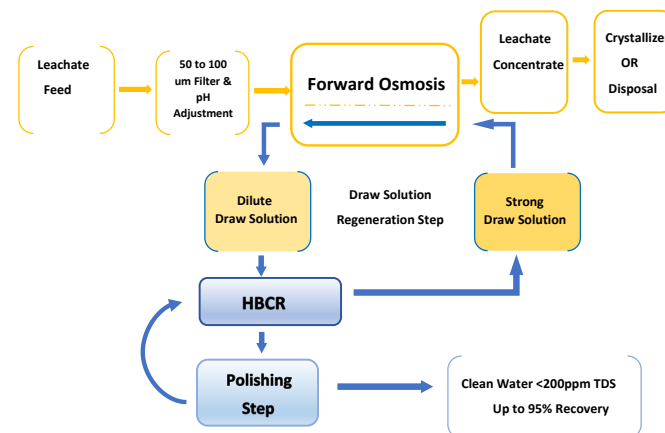 Leachate
Feed
50 to 100
um Filter &
pH
Adjustment
Forward Osmosis
Leachate
Concentrate
Crystallize
OR
Disposal
Dilute
Draw Solution
Draw Solution
Regeneration Step
Strong
Draw Solution
HBCR
Polishing
Step
Clean Water <200ppm TDS
Up to 95% Recovery